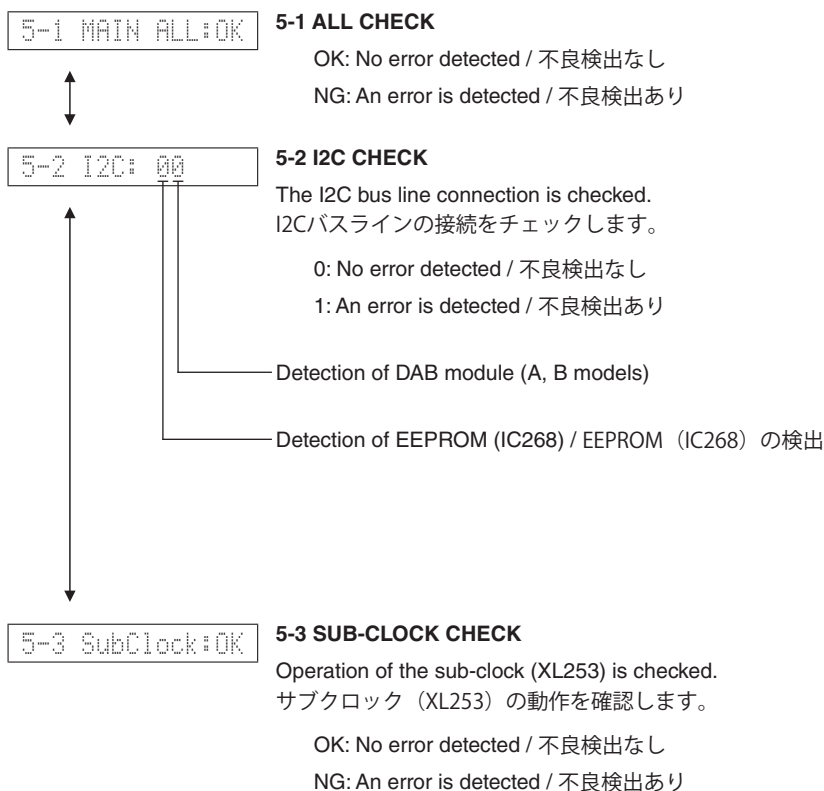 5-1 MAIN ALL:OK
5-1 ALL CHECK
OK: No error detected / 不良検出なし
NG: An error is detected / 不良検出あり
5-2 I2C: 00
5-2 I2C CHECK
The I2C bus line connection is checked.
I2Cバスラインの接続をチェックします。
0: No error detected / 不良検出なし
1: An error is detected / 不良検出あり
Detection of DAB module (A, B models)
Detection of EEPROM (IC268) / EEPROM（IC268）の検出
5-3 SubClock:OK
5-3 SUB-CLOCK CHECK
Operation of the sub-clock (XL253) is checked.
サブクロック（XL253）の動作を確認します。
OK: No error detected / 不良検出なし
NG: An error is detected / 不良検出あり